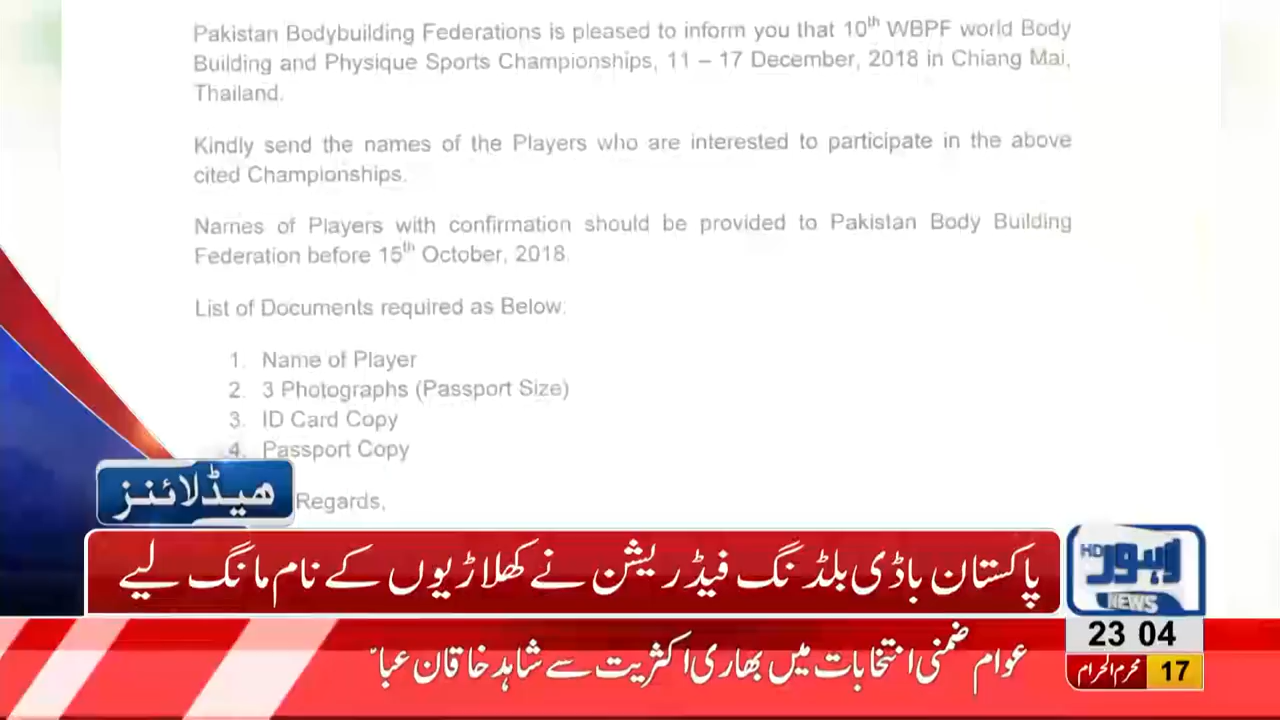 Pakistan Bodybuilding Federations is pleased to inform you that 10th WBPF world Body
Building and Physique Sports Championships, 11 – 17 December, 2018 in Chiang Mai,
Thailand.
Kindly send the names of the Players who are interested to participate in the above
cited Championships.
Names of Players with confirmation should be provided to Pakistan Body Building
Federation before 15th October, 2018.
List of Documents required as Below:
1. Name of Player
2. 3 Photographs (Passport Size)
3. ID Card Copy
4. Passport Copy
Regards,
ھیڈلائنز
پاکستان باڈی بلڈنگ فیڈریشن نے کھلاڑیوں کے نام مانگ لیے
HD لاہور
NEWS
23 04
عوام ضمنی انتخابات میں بھاری اکثریت سے شاہد خاقان عبا
محرم الحرام 17